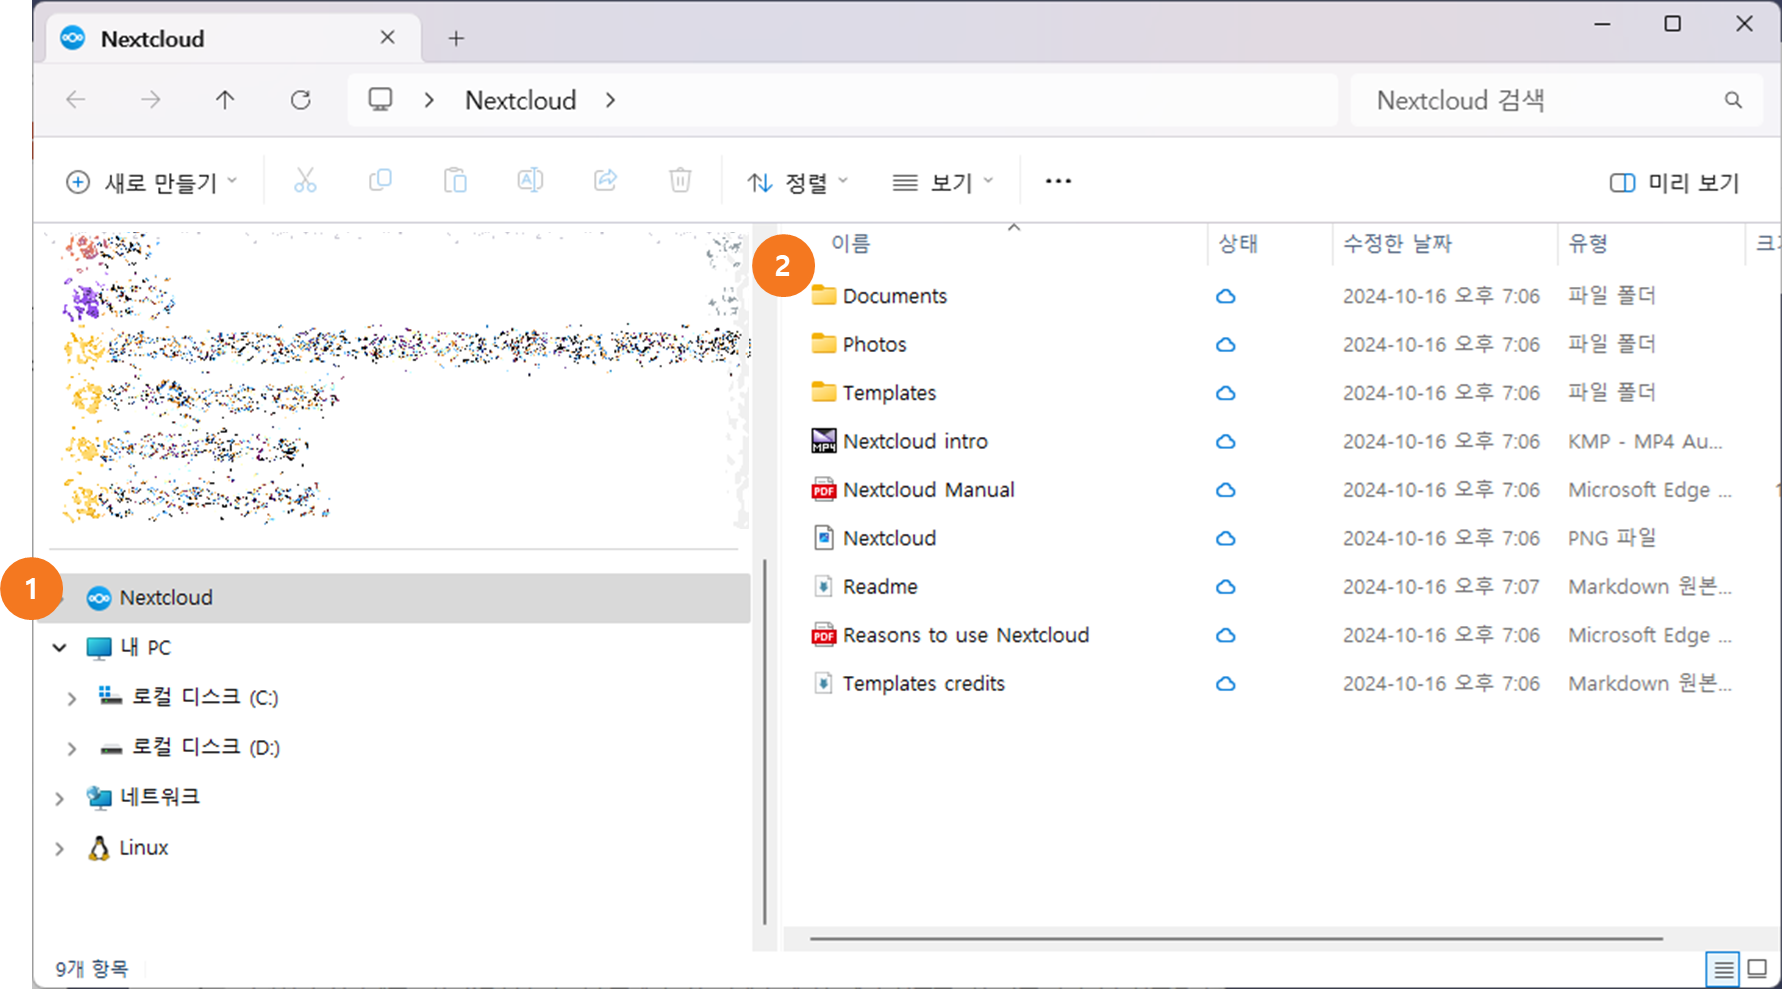 Nextcloud
Nextcloud
Nextcloud 검색
새로 만들기
정렬
보기
미리 보기
이름 상태 수정한 날짜 유형
2
Documents 2024-10-16 오후 7:06 파일 폴더
Photos 2024-10-16 오후 7:06 파일 폴더
Templates 2024-10-16 오후 7:06 파일 폴더
Nextcloud intro 2024-10-16 오후 7:06 KMP - MP4 Au...
Nextcloud Manual 2024-10-16 오후 7:06 Microsoft Edge ...
Nextcloud 2024-10-16 오후 7:06 PNG 파일
Readme 2024-10-16 오후 7:07 Markdown 원본...
Reasons to use Nextcloud 2024-10-16 오후 7:06 Microsoft Edge ...
Templates credits 2024-10-16 오후 7:06 Markdown 원본...
1
Nextcloud
내 PC
로컬 디스크 (C:)
로컬 디스크 (D:)
네트워크
Linux
9개 항목